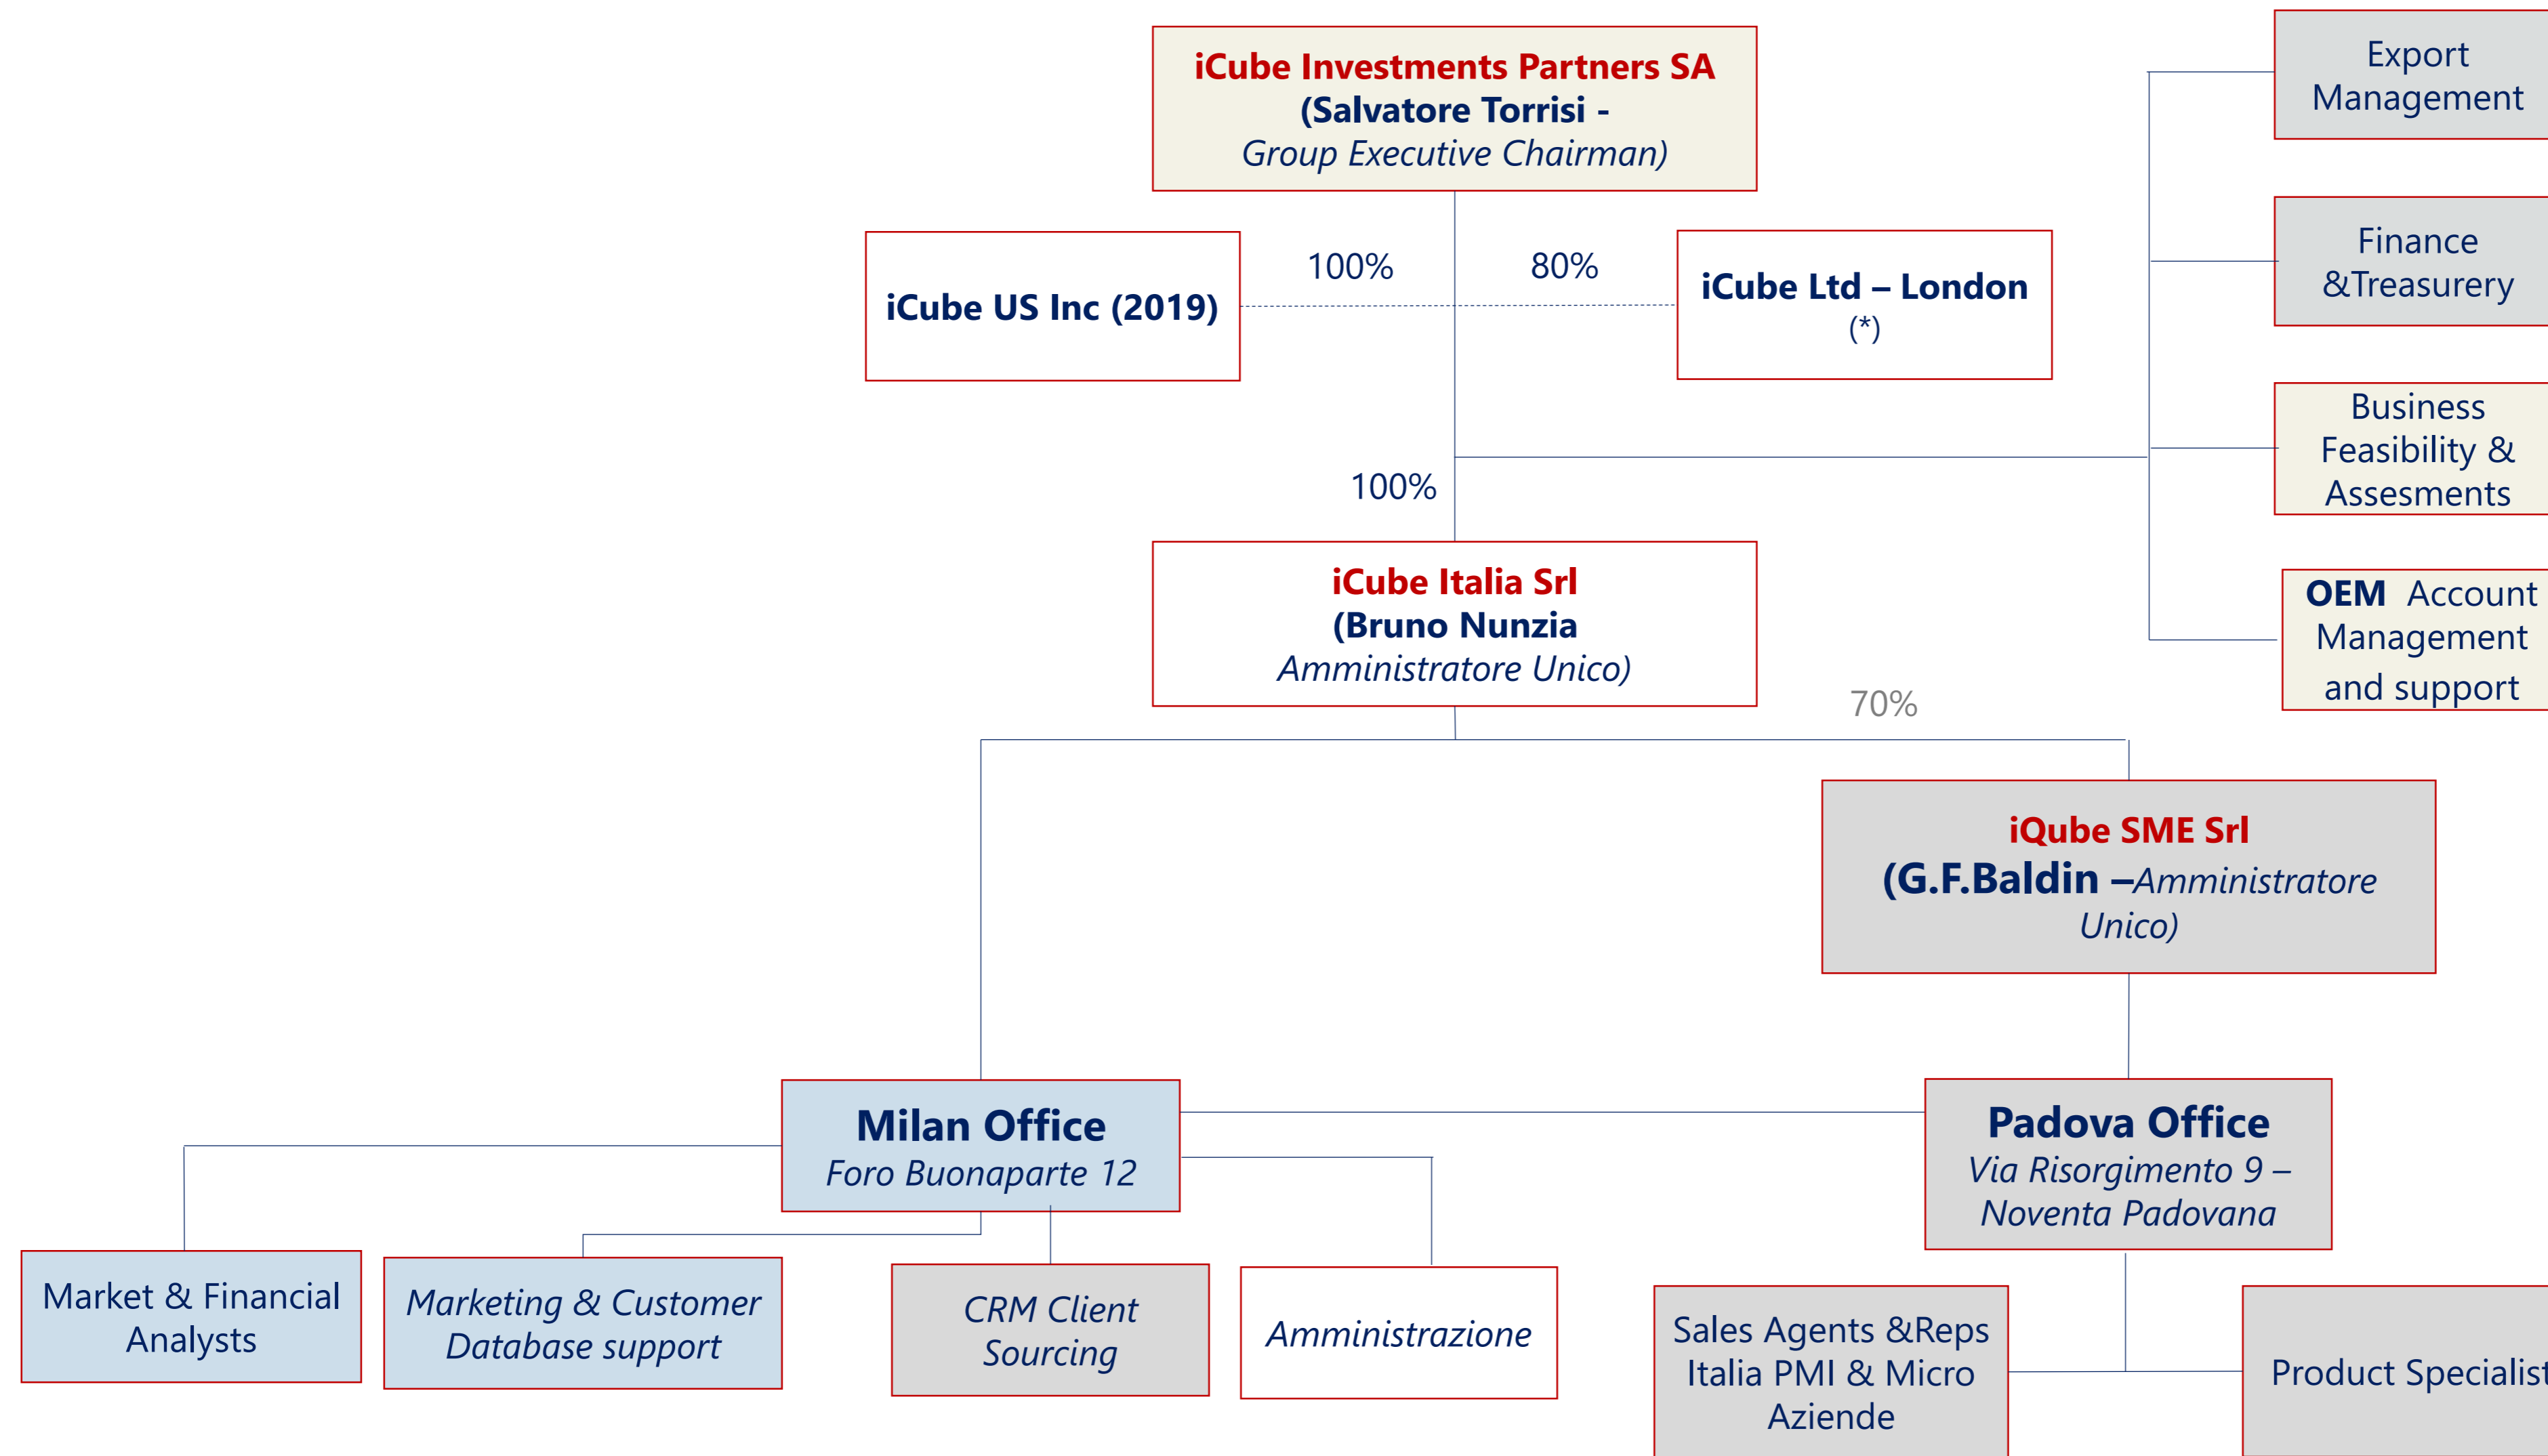 iCube Investments Partners SA
(Salvatore Torrisi -
Group Executive Chairman)
Export
Management
iCube US Inc (2019)
100%
80%
iCube Ltd – London
(*)
Finance
&Treasurery
Business
Feasibility &
Assesments
100%
iCube Italia Srl
(Bruno Nunzia
Amministratore Unico)
OEM Account
Management
and support
70%
iQube SME Srl
(G.F.Baldin –Amministratore
Unico)
Milan Office
Foro Buonaparte 12
Padova Office
Via Risorgimento 9 –
Noventa Padovana
Market & Financial
Analysts
Marketing & Customer
Database support
CRM Client
Sourcing
Amministrazione
Sales Agents &Reps
Italia PMI & Micro
Aziende
Product Specialist